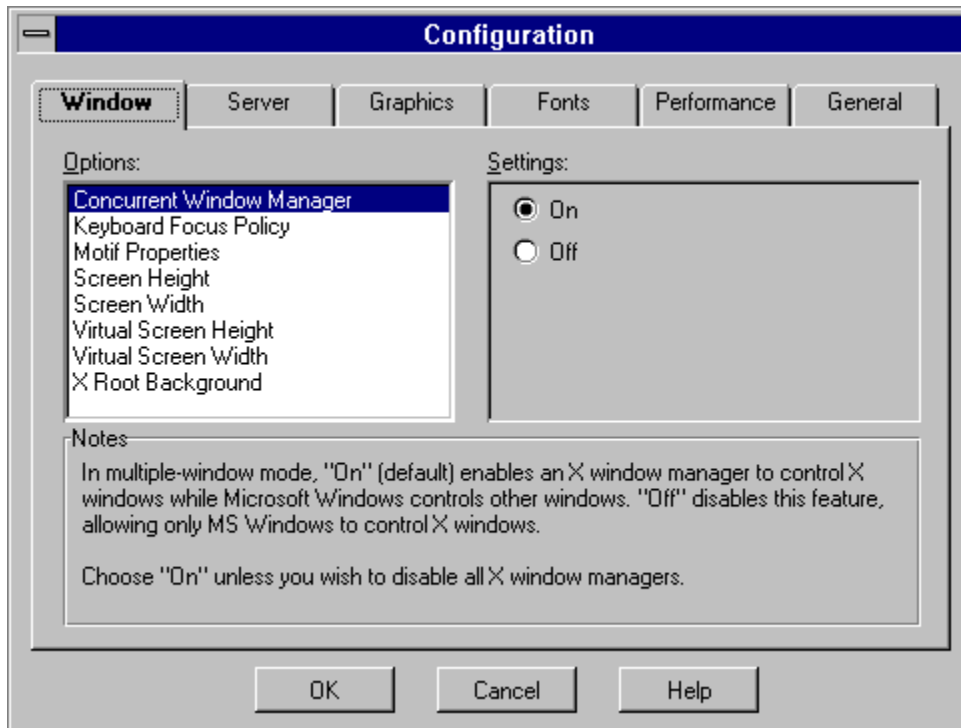 Configuration
Window Server Graphics Fonts Performance General
Options: Settings:
Concurrent Window Manager
Keyboard Focus Policy
Motif Properties
Screen Height
Screen Width
Virtual Screen Height
Virtual Screen Width
X Root Background
On
Off
Notes
In multiple-window mode, "On" (default) enables an X window manager to control X
windows while Microsoft Windows controls other windows. "Off" disables this feature,
allowing only MS Windows to control X windows.
Choose "On" unless you wish to disable all X window managers.
OK Cancel Help